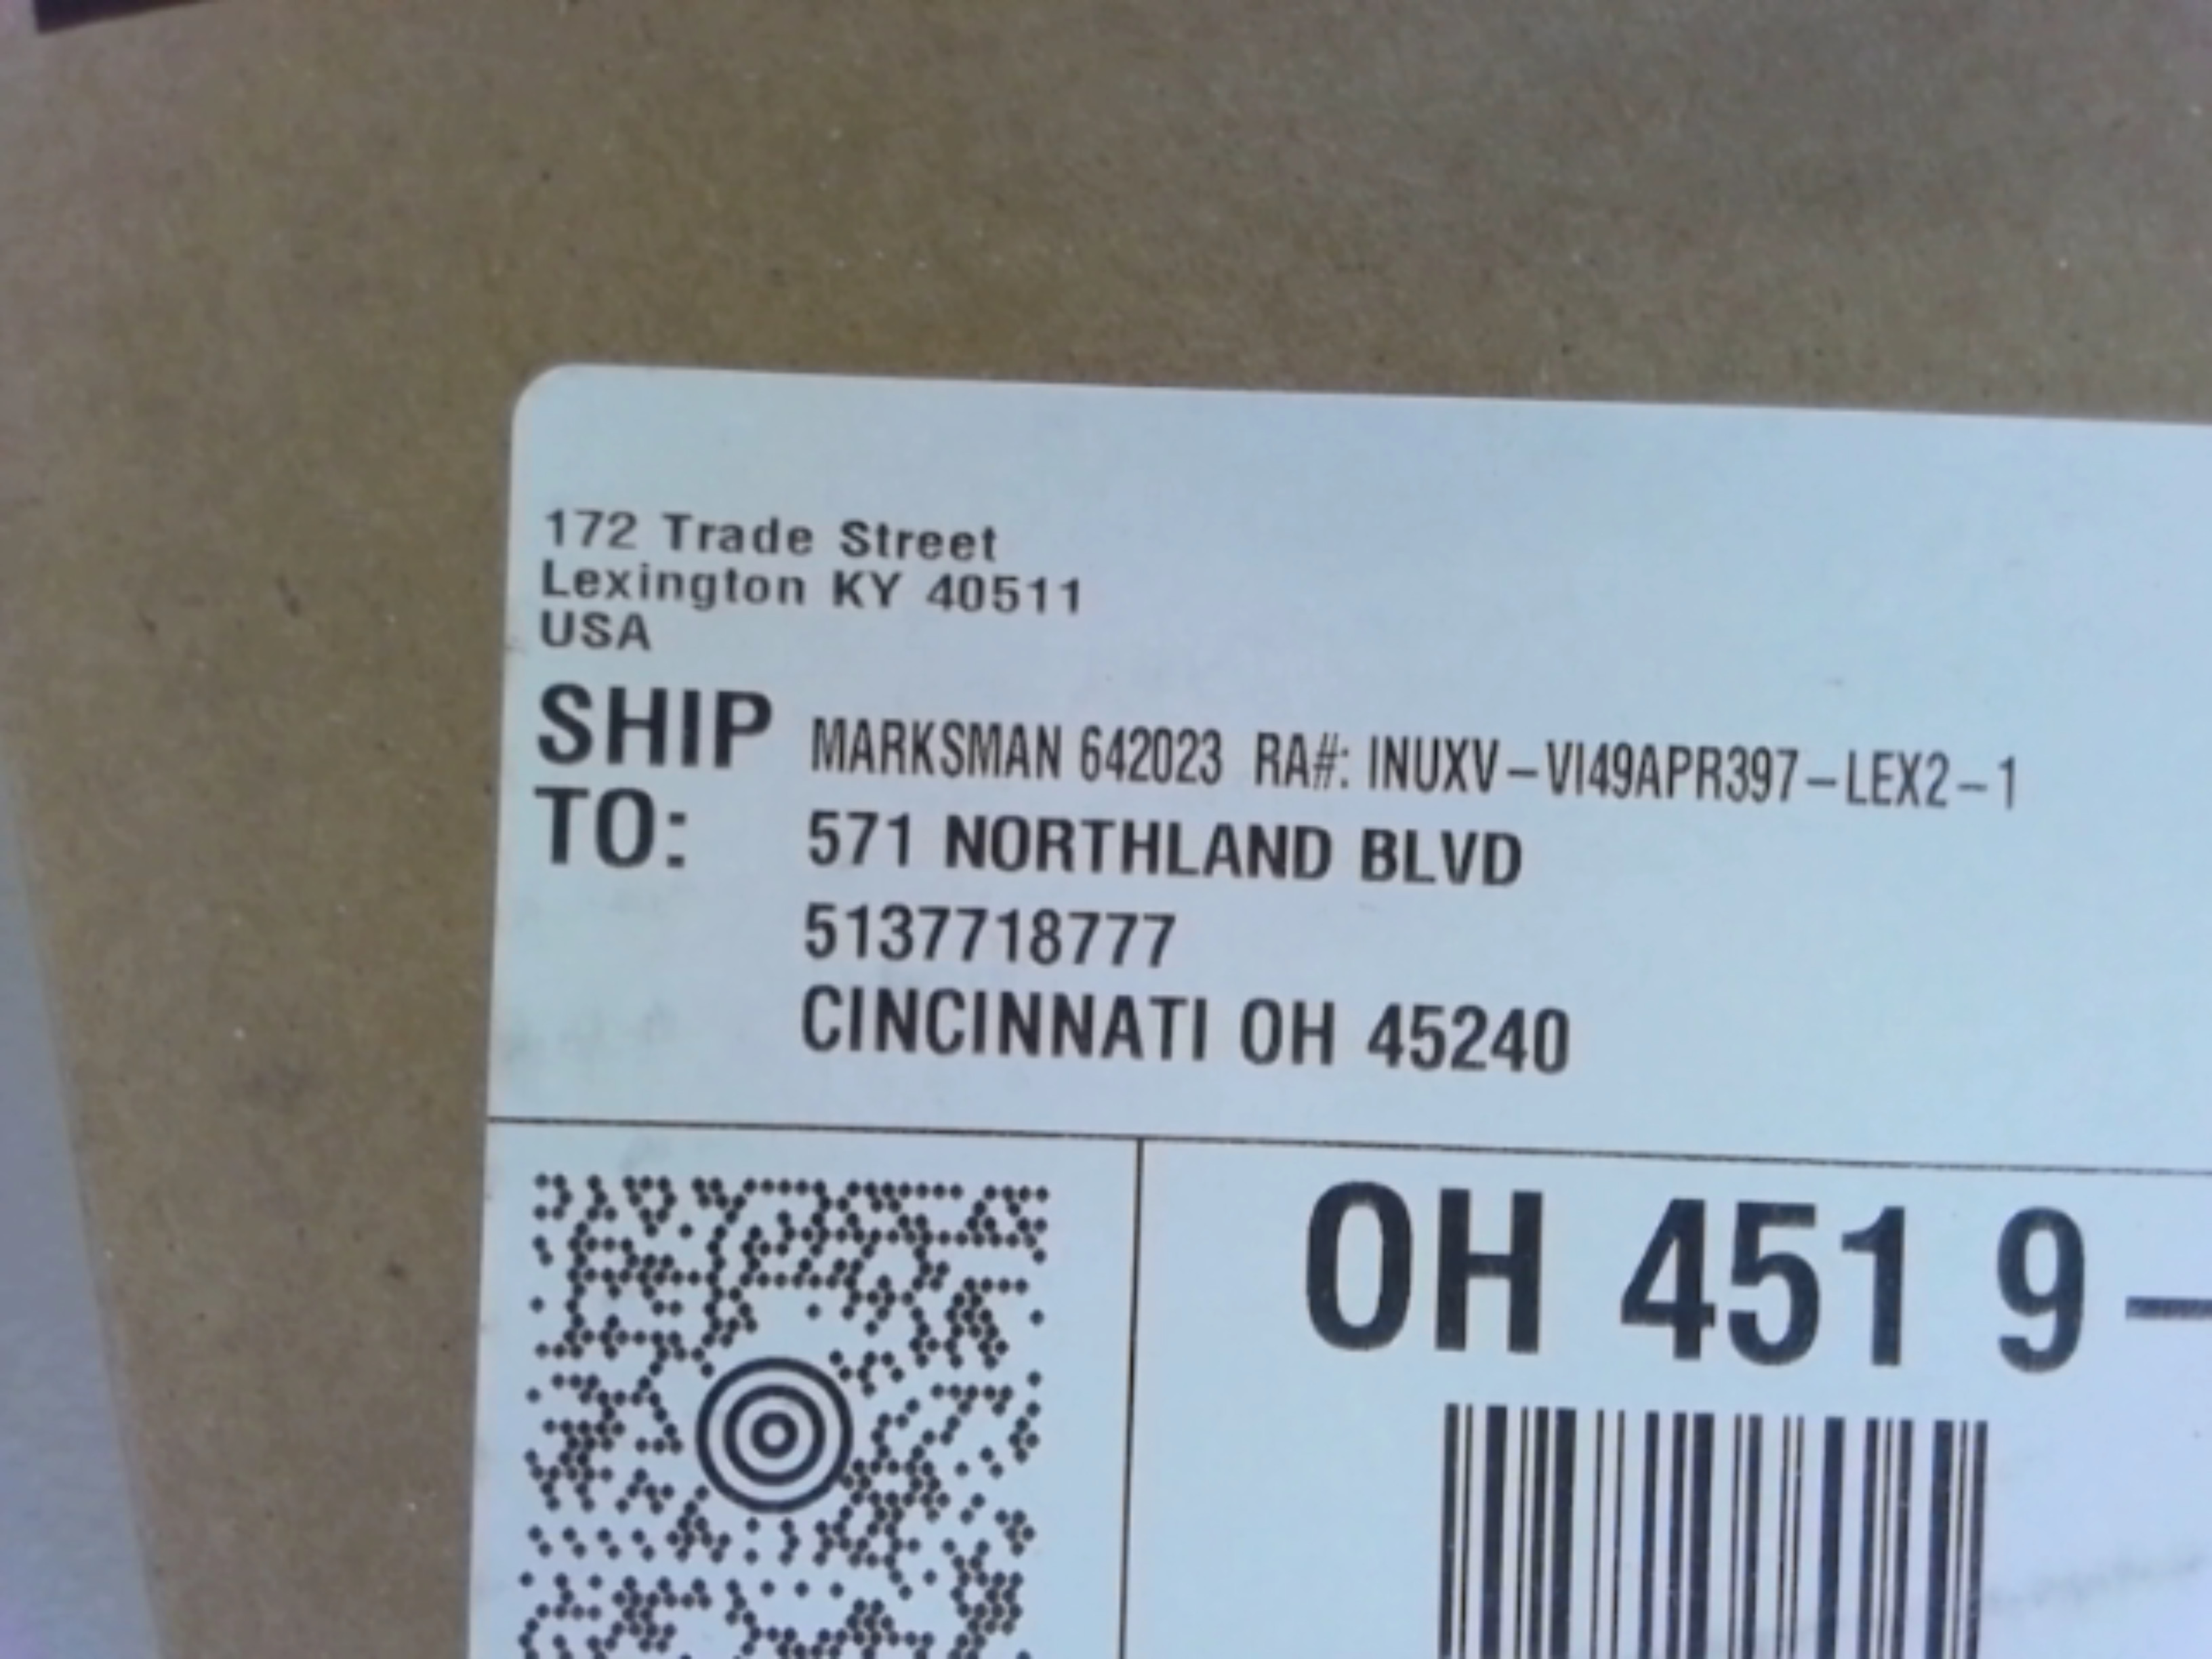 172 Trade Street
Lexington KY 40511
USA
SHIP TO:
MARKSMAN 642023 RA#: INUXV-VI49APR397-LEX2-1
571 NORTHLAND BLVD
5137718777
CINCINNATI OH 45240
OH 451 9-